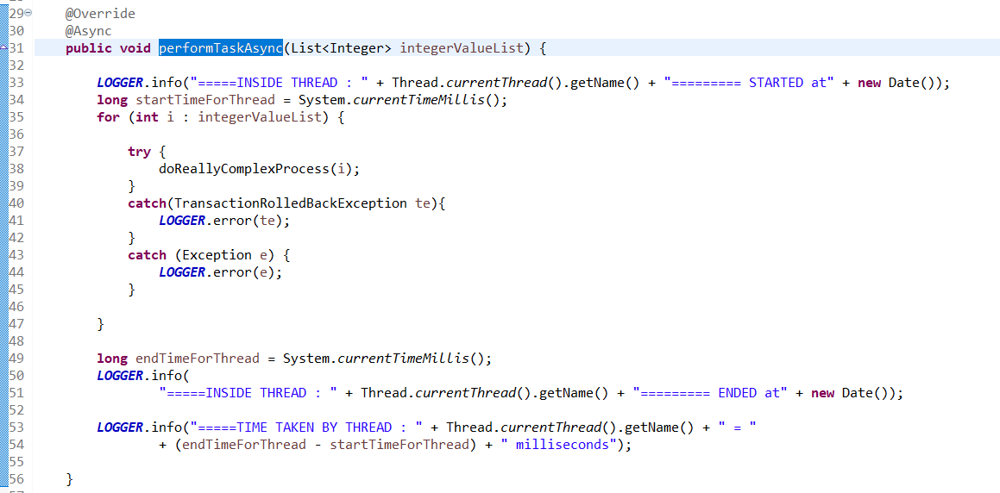 29 @Override
30 @Async
31 public void performTaskAsync(List<Integer> integerValueList) {
32
33 LOGGER.info("=====INSIDE THREAD : " + Thread.currentThread().getName() + "========= STARTED at" + new Date());
34 long startTimeForThread = System.currentTimeMillis();
35 for (int i : integerValueList) {
36
37 try {
38 doReallyComplexProcess(i);
39 }
40 catch(TransactionRolledBackException te){
41 LOGGER.error(te);
42 }
43 catch (Exception e) {
44 LOGGER.error(e);
45 }
46
47 }
48
49 long endTimeForThread = System.currentTimeMillis();
50 LOGGER.info(
51 "=====INSIDE THREAD : " + Thread.currentThread().getName() + "========= ENDED at" + new Date());
52
53 LOGGER.info("=====TIME TAKEN BY THREAD : " + Thread.currentThread().getName() + " = "
54 + (endTimeForThread - startTimeForThread) + " milliseconds");
55
56 }